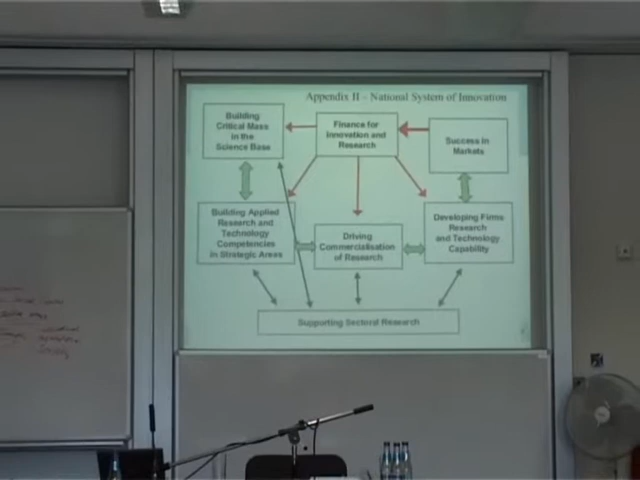 Appendix II – National System of Innovation
Building
Critical Mass
in the
Science Base
Finance for
Innovation and
Research
Success in
Markets
Building Applied
Research and
Technology
Competencies
in Strategic Areas
Driving
Commercialisation
of Research
Developing Firms
Research
and Technology
Capability
Supporting Sectoral Research